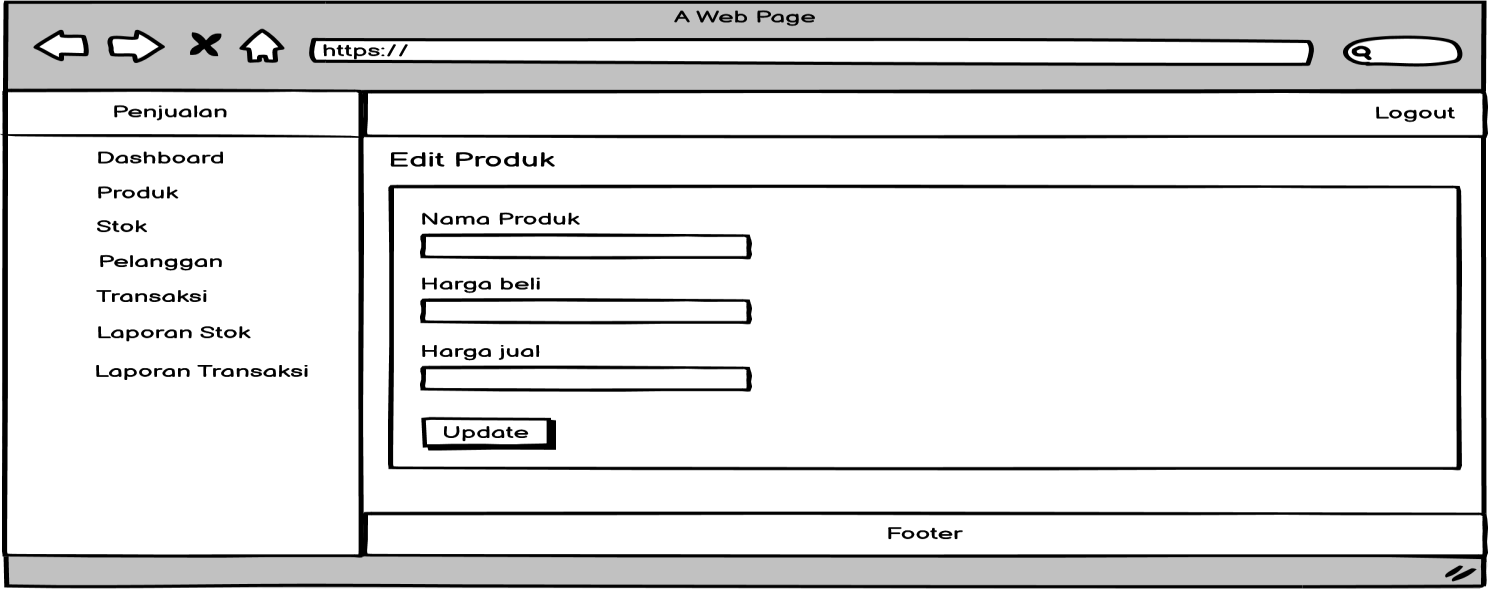 A Web Page
https://
Penjualan
Logout
Dashboard
Produk
Stok
Pelanggan
Transaksi
Laporan Stok
Laporan Transaksi
Edit Produk
Nama Produk
Harga beli
Harga jual
Update
Footer